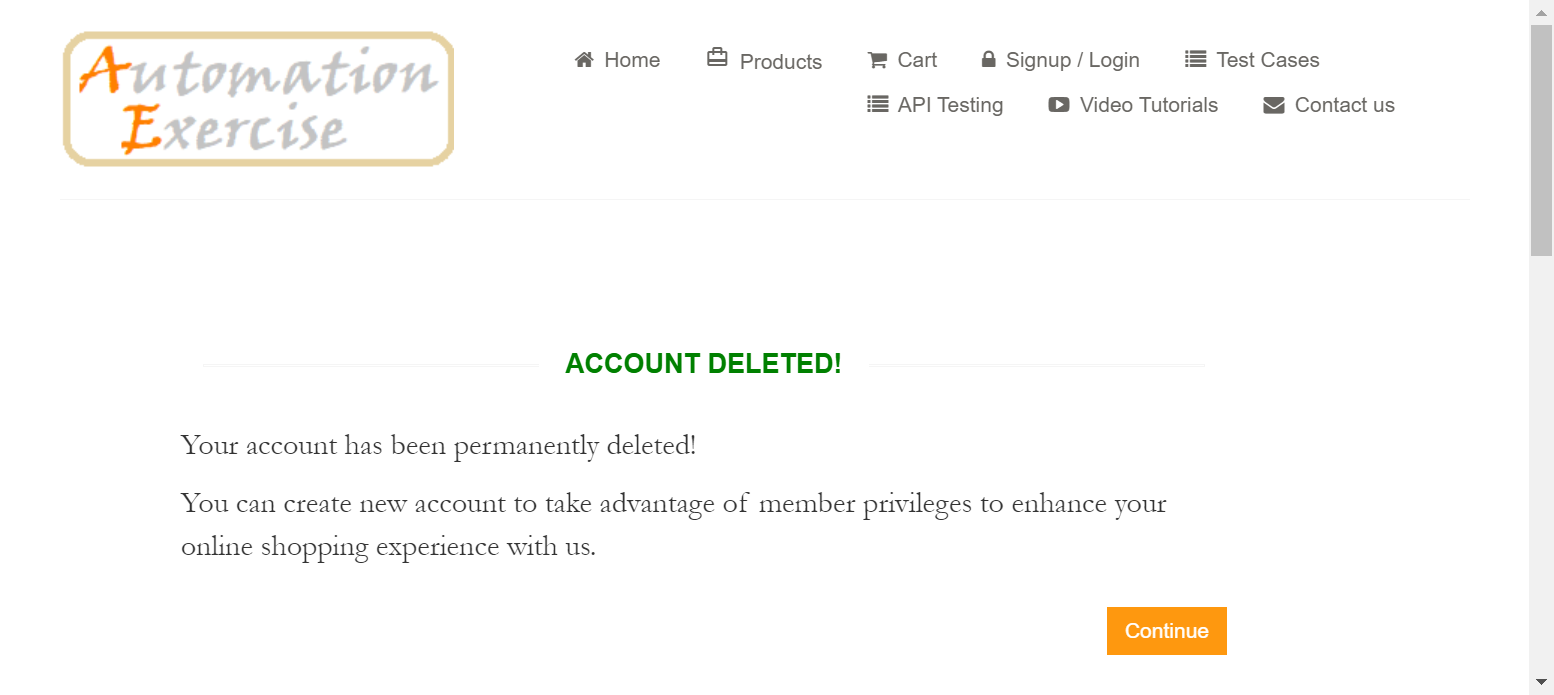 Automation
Exercise
Home
Products
Cart
Signup / Login
Test Cases
API Testing
Video Tutorials
Contact us
ACCOUNT DELETED!
Your account has been permanently deleted!
You can create new account to take advantage of member privileges to enhance your
online shopping experience with us.
Continue